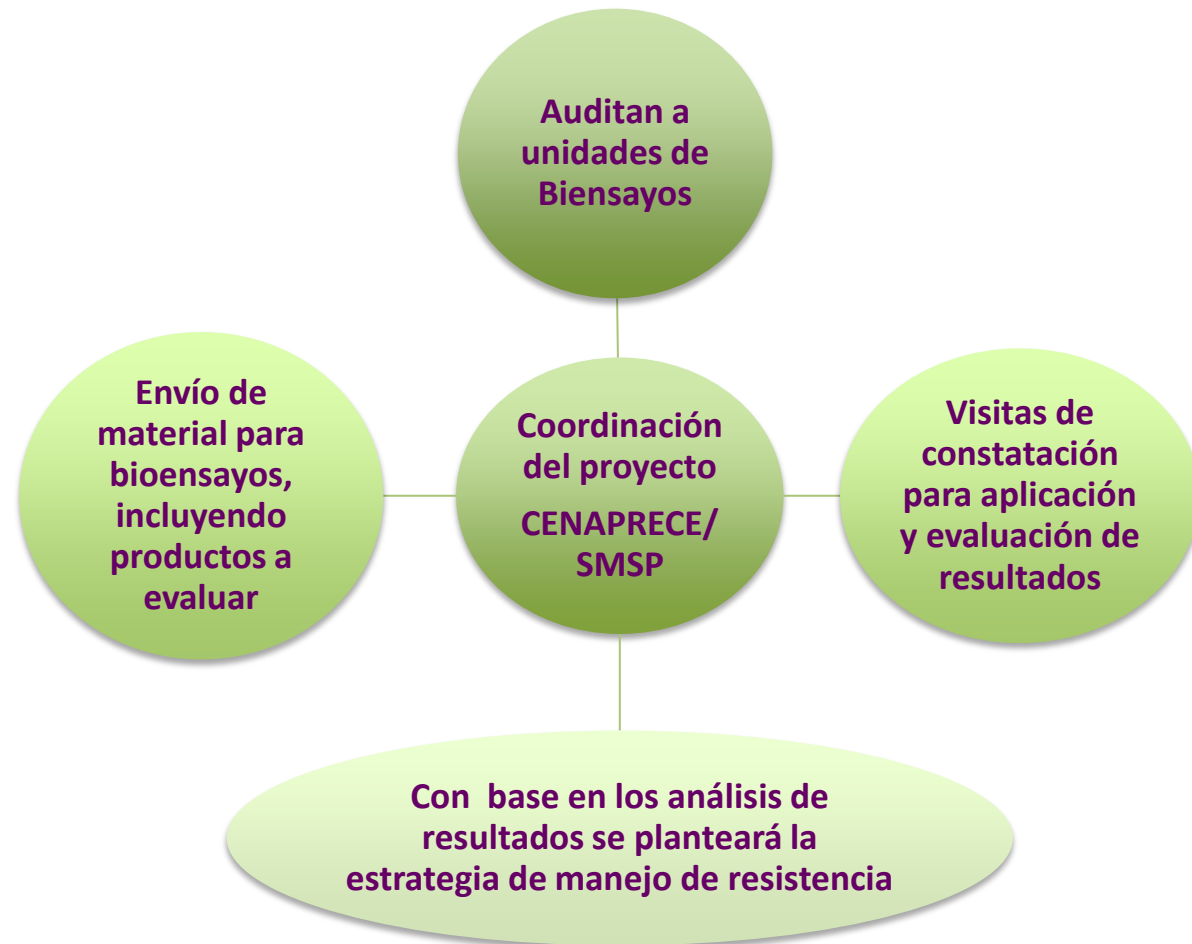 Auditan a
unidades de
Biensayos
Envío de
material para
bioensayos,
incluyendo
productos a
evaluar
Coordinación
del proyecto
CENAPRECE/
SMSP
Visitas de
constatación
para aplicación
y evaluación de
resultados
Con base en los análisis de
resultados se planteará la
estrategia de manejo de resistencia